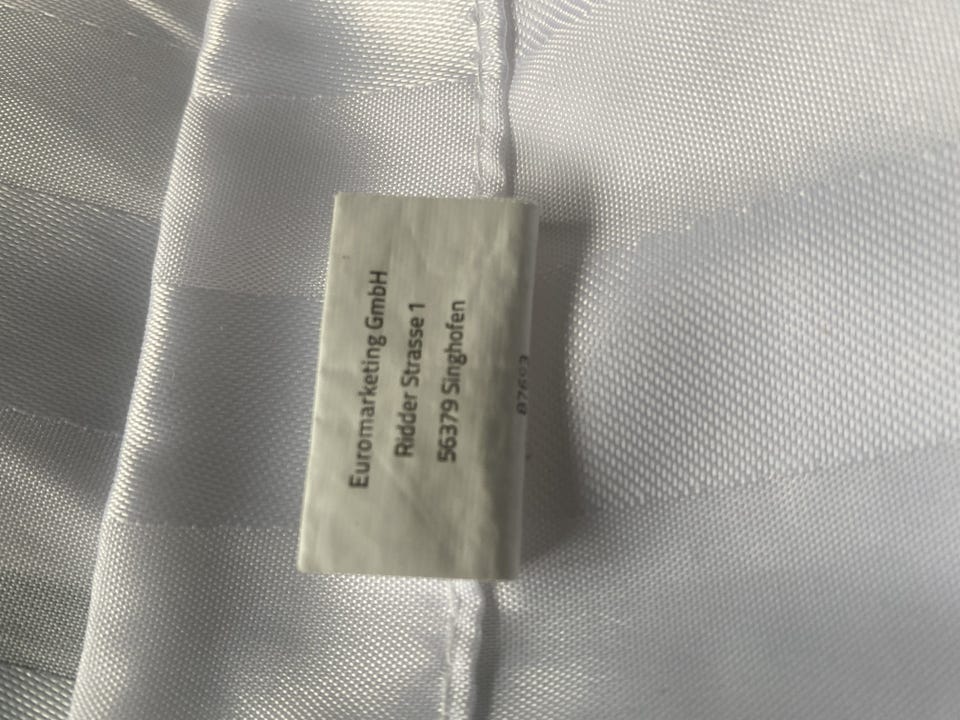 Euromarketing GmbH
Ridder Strasse 1
56379 Singhofen